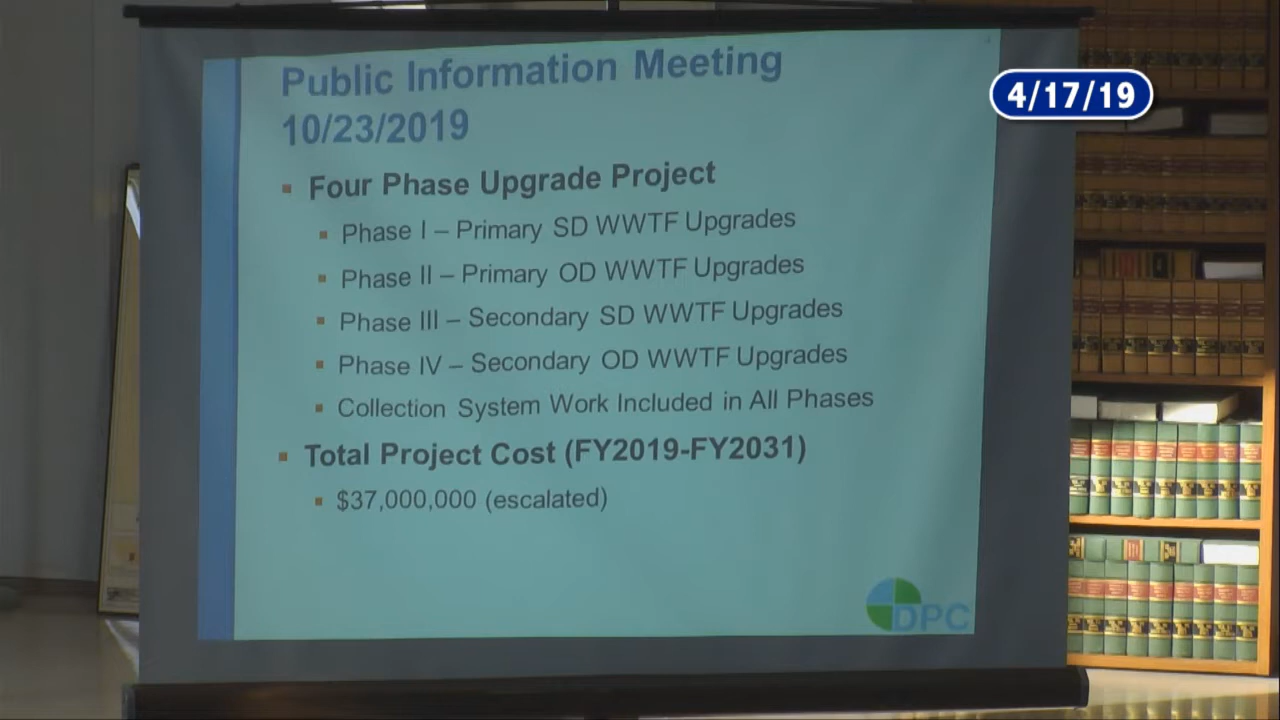 Public Information Meeting
10/23/2019
4/17/19
Four Phase Upgrade Project
Phase I – Primary SD WWTF Upgrades
Phase II – Primary OD WWTF Upgrades
Phase III – Secondary SD WWTF Upgrades
Phase IV – Secondary OD WWTF Upgrades
Collection System Work Included in All Phases
Total Project Cost (FY2019-FY2031)
$37,000,000 (escalated)
DPC